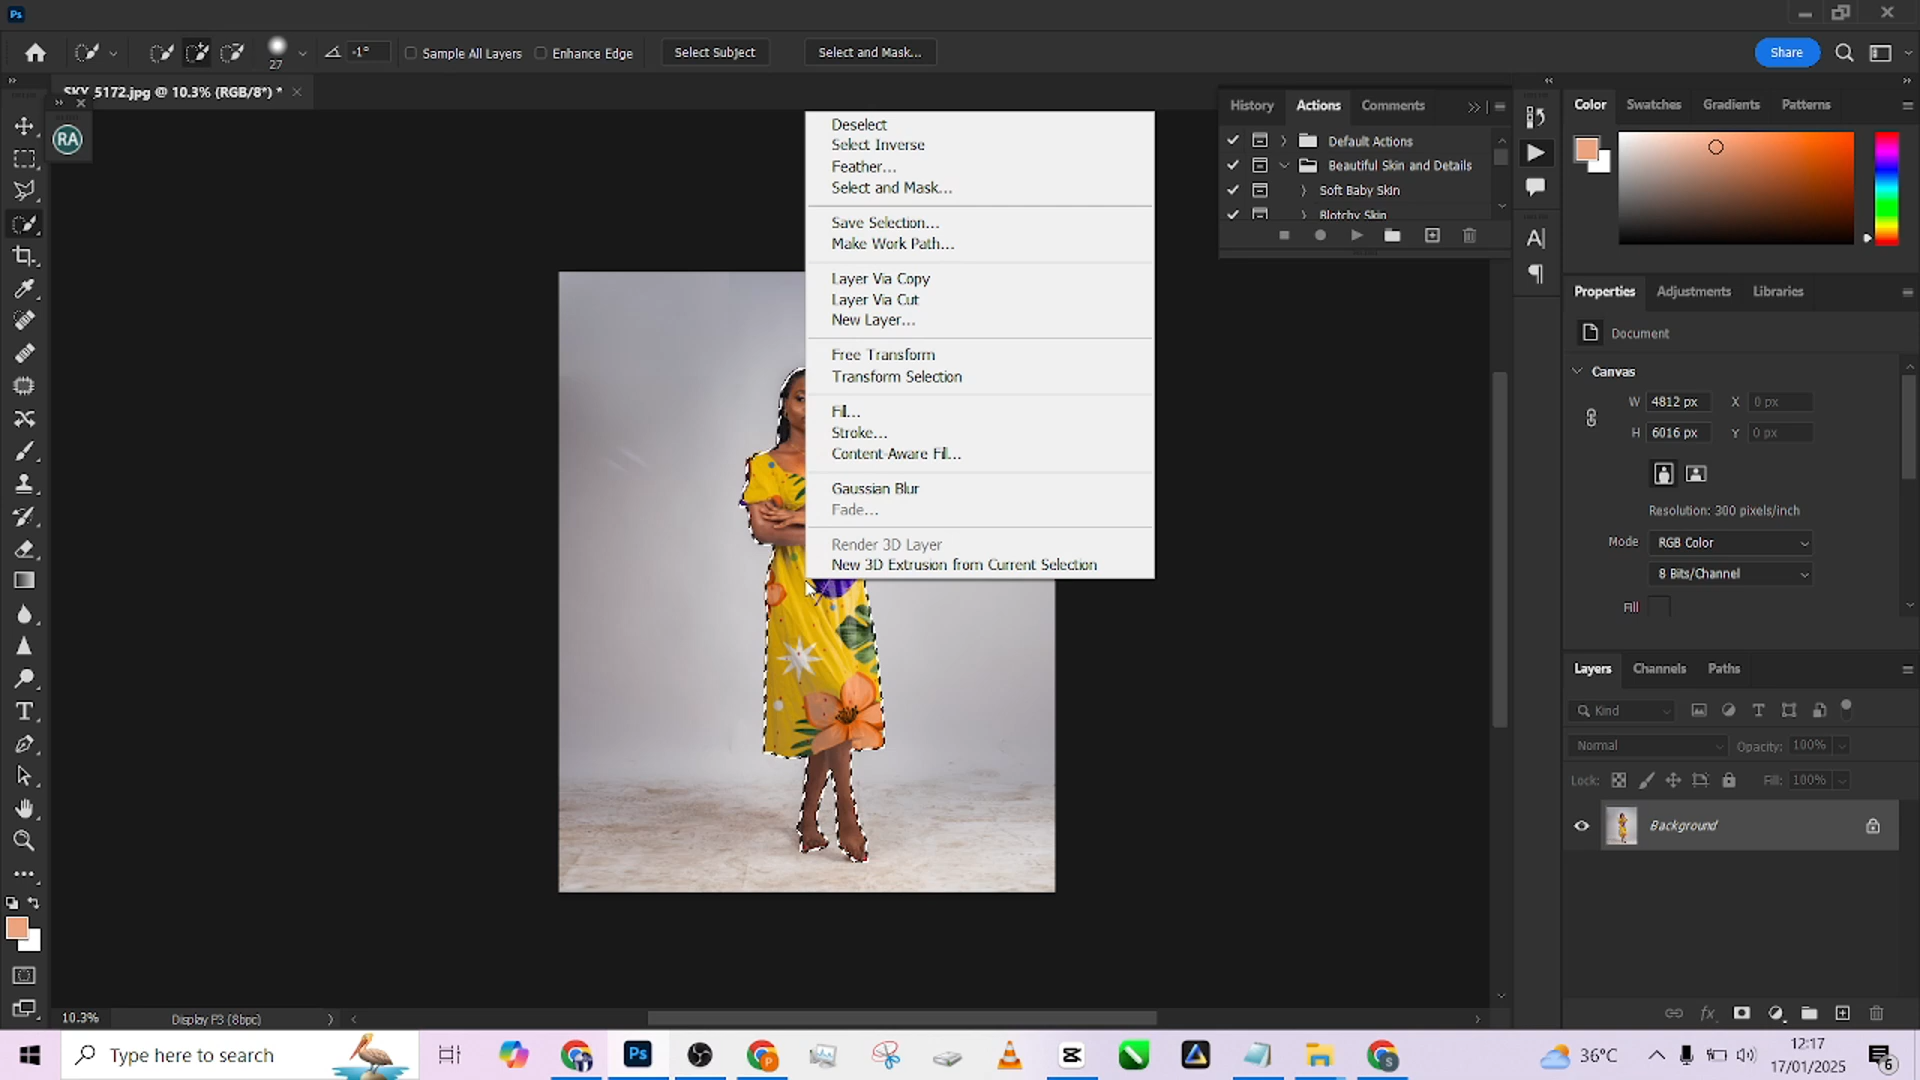 Ps
27
-1°
Sample All Layers
Enhance Edge
Select Subject
Select and Mask...
Share
SKY_5172.jpg @ 10.3% (RGB/8*) *
RA
Deselect
Select Inverse
Feather...
Select and Mask...
Save Selection...
Make Work Path...
Layer Via Copy
Layer Via Cut
New Layer...
Free Transform
Transform Selection
Fill...
Stroke...
Content-Aware Fill...
Gaussian Blur
Fade...
Render 3D Layer
New 3D Extrusion from Current Selection
History
Actions
Comments
Default Actions
Beautiful Skin and Details
Soft Baby Skin
Blotchy Skin
Color
Swatches
Gradients
Patterns
Properties
Adjustments
Libraries
Document
Canvas
W 4812 px X 0 px
H 6016 px Y 0 px
Resolution: 300 pixels/inch
Mode RGB Color
8 Bits/Channel
Fill
Layers
Channels
Paths
Kind
Normal
Opacity: 100%
Lock:
Fill: 100%
Background
10.3%
Display P3 (8bpc)
Type here to search
Ps
P
S
36°C
12:17
17/01/2025
6